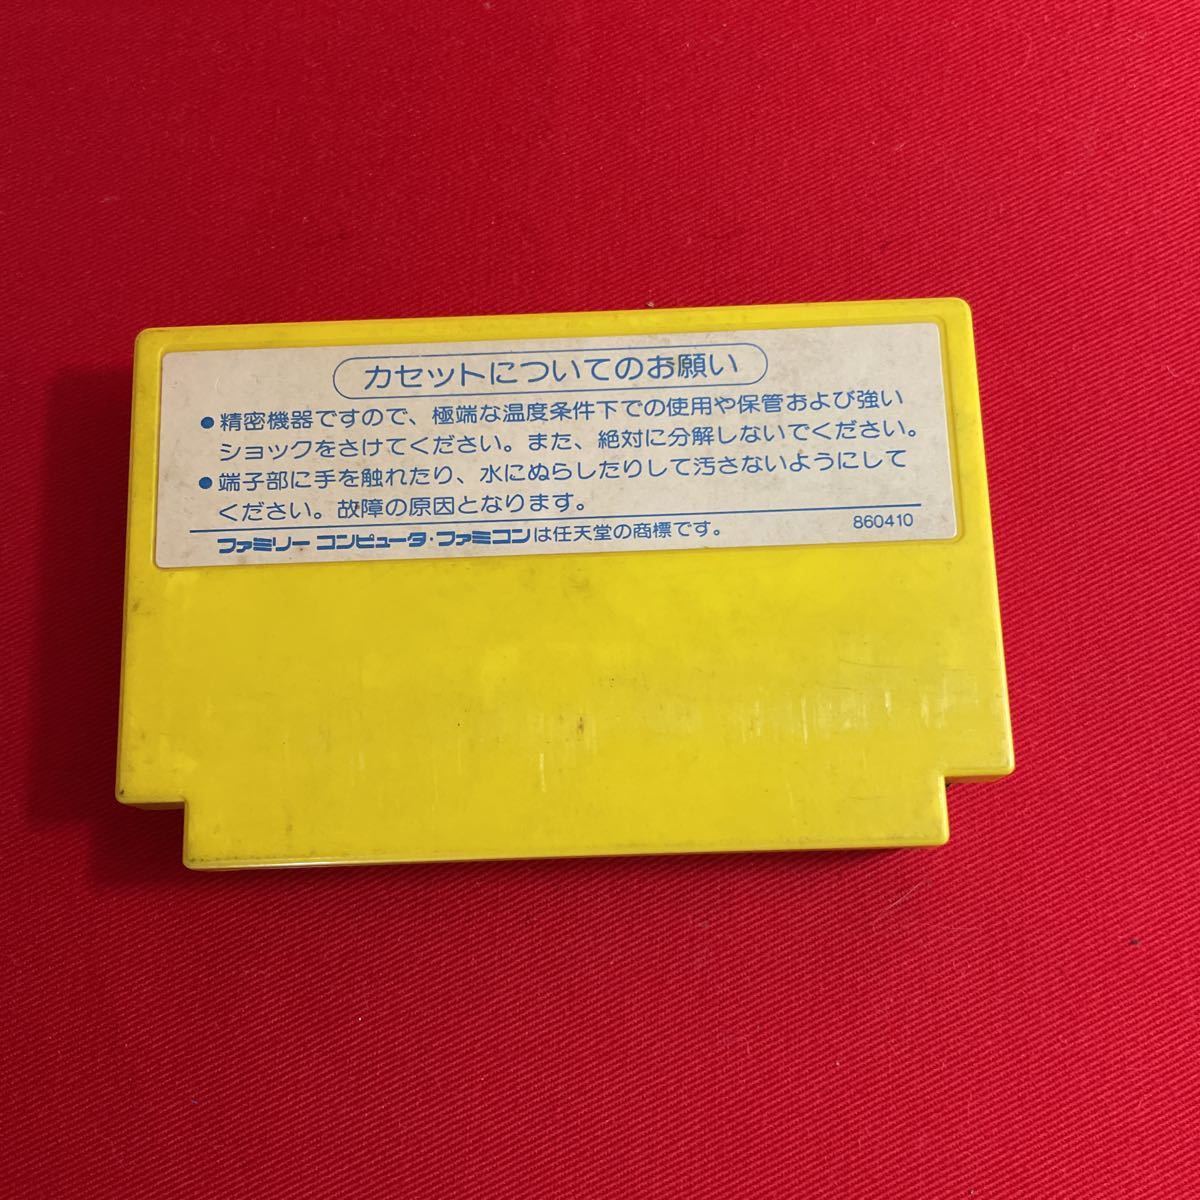 カセットについてのお願い
●精密機器ですので、極端な温度条件下での使用や保管および強い
ショックをさけてください。また、絶対に分解しないでください。
●端子部に手を触れたり、水にぬらしたりして汚さないようにして
ください。故障の原因となります。
860410
ファミリーコンピュータ・ファミコンは任天堂の商標です。